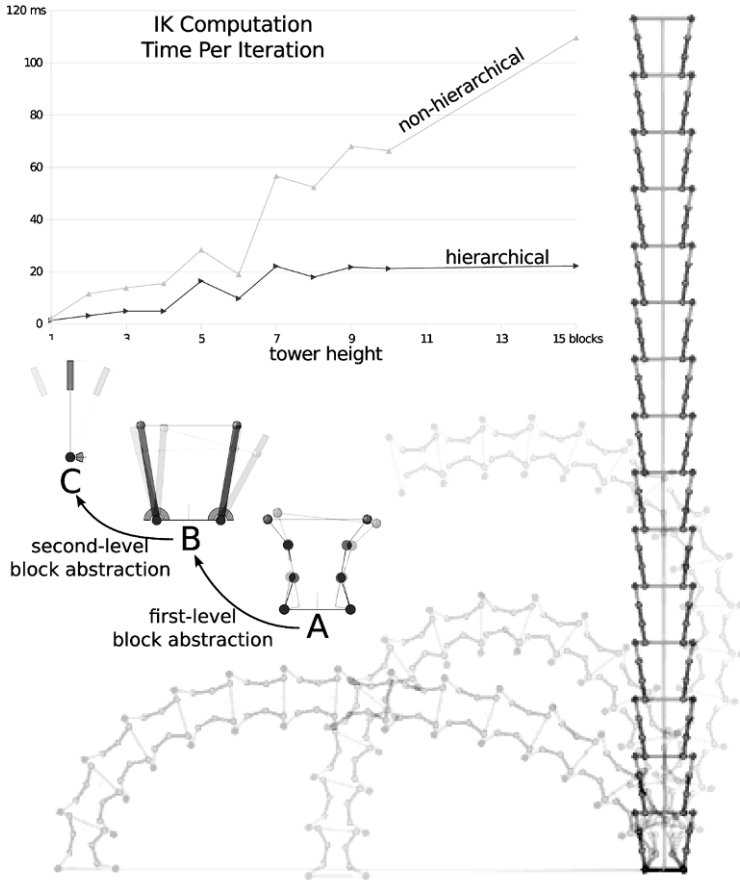 120 ms
IK Computation
Time Per Iteration
100
80
60
40
20
0
non-hierarchical
hierarchical
1
3
5
7
9
11
13
15 blocks
tower height
C
B
second-level
block abstraction
A
first-level
block abstraction